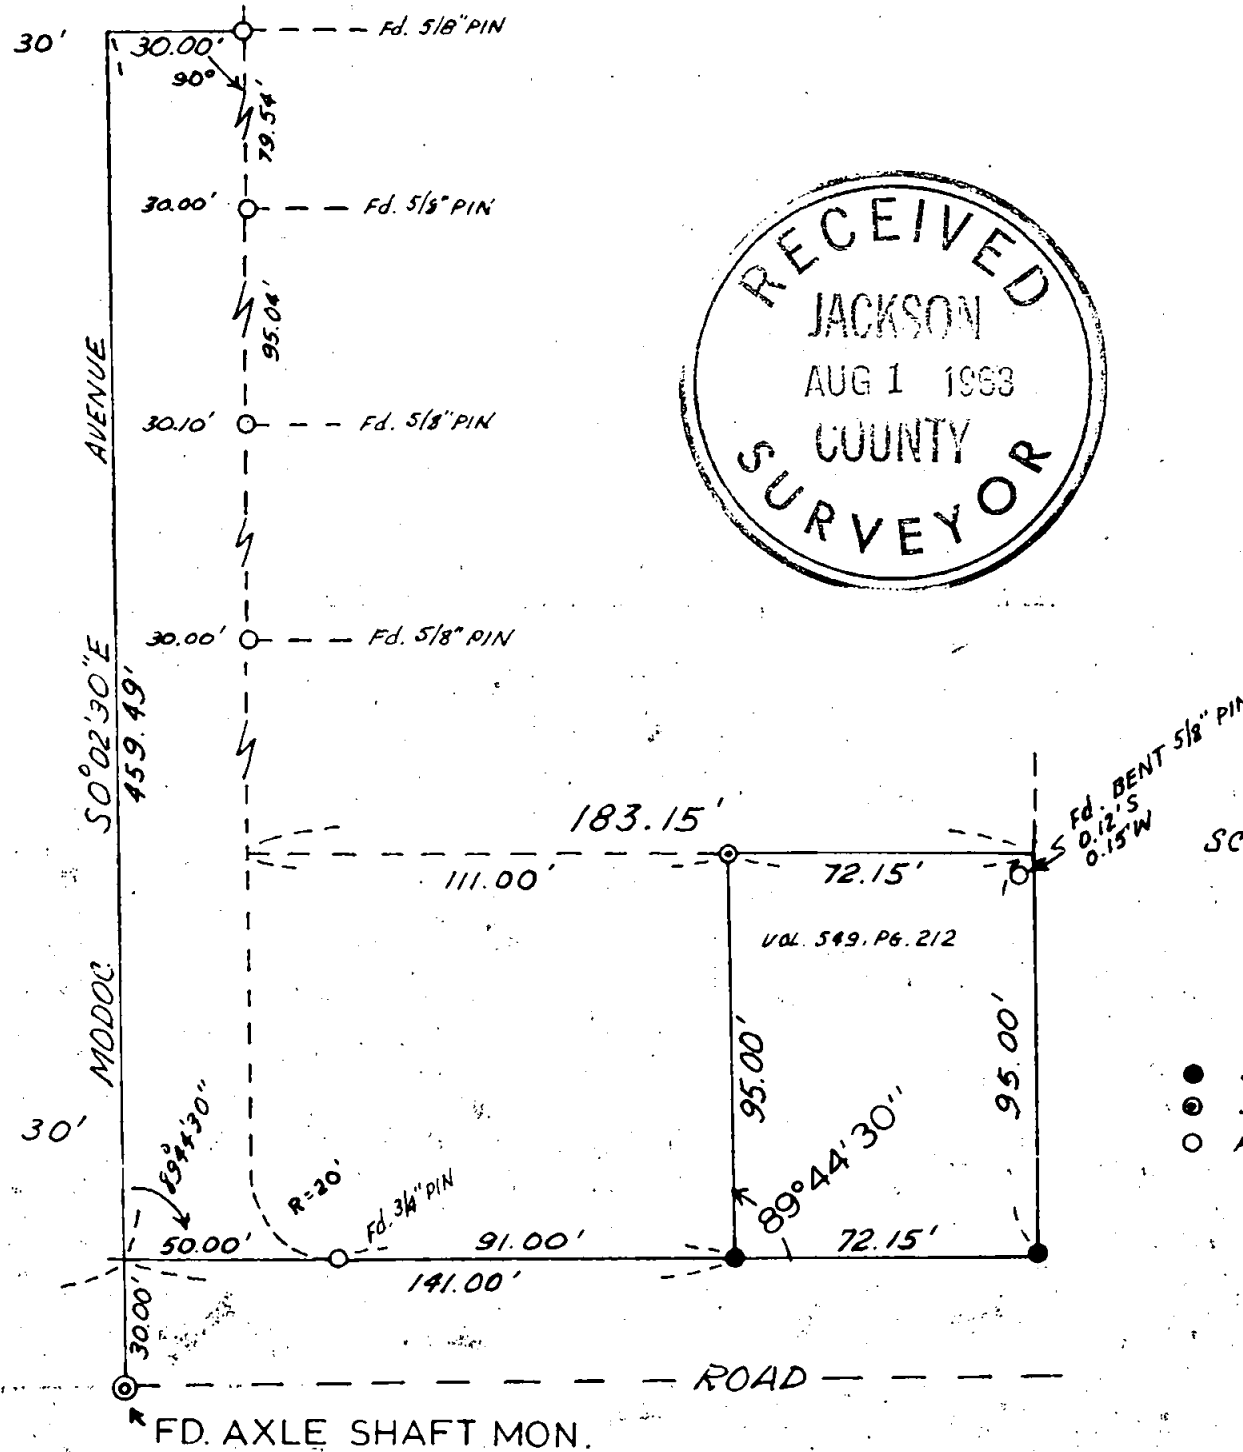 30'
30.00'
Fd. 5/8" PIN
90°
79.54'
30.00'
Fd. 5/8" PIN
95.04'
30.10'
Fd. 5/8" PIN
30.00'
Fd. 5/8" PIN
MODOC AVENUE
S0°02'30"E
459.49'
RECEIVED
JACKSON
AUG 1 1983
COUNTY
SURVEYOR
Fd. BENT 5/8" PIN
0.12'S
0.15'W
SC
183.15'
111.00'
72.15'
VOL. 549, PG. 212
95.00'
95.00'
30'
89°44'30"
R=20'
Fd. 3/4" PIN
89°44'30"
50.00'
91.00'
72.15'
141.00'
30.00'
ROAD
FD. AXLE SHAFT MON.